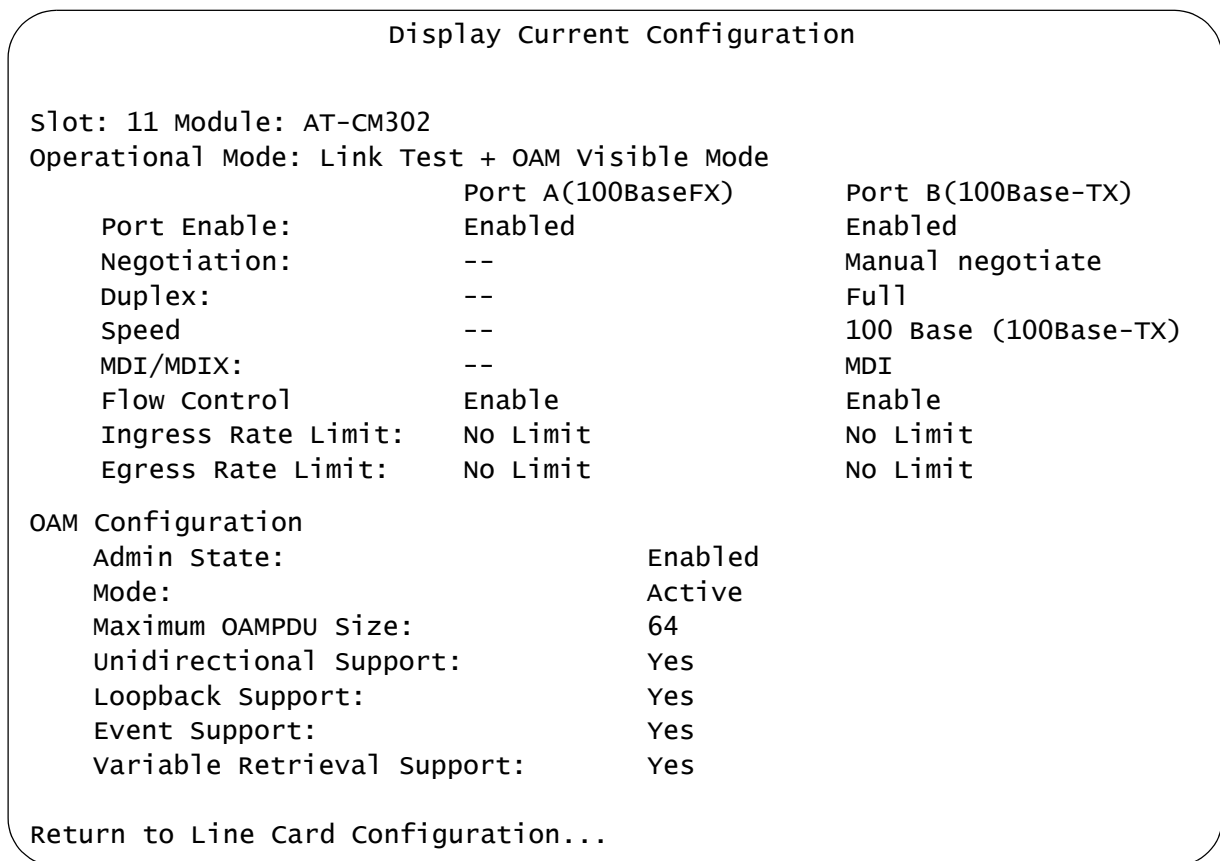 Display Current Configuration
Slot: 11 Module: AT-CM302
Operational Mode: Link Test + OAM Visible Mode
Port A(100BaseFX) Port B(100Base-TX)
Port Enable: Enabled Enabled
Negotiation: -- Manual negotiate
Duplex: -- Full
Speed -- 100 Base (100Base-TX)
MDI/MDIX: -- MDI
Flow Control Enable Enable
Ingress Rate Limit: No Limit No Limit
Egress Rate Limit: No Limit No Limit
OAM Configuration
Admin State: Enabled
Mode: Active
Maximum OAMPDU Size: 64
Unidirectional Support: Yes
Loopback Support: Yes
Event Support: Yes
Variable Retrieval Support: Yes
Return to Line Card Configuration...